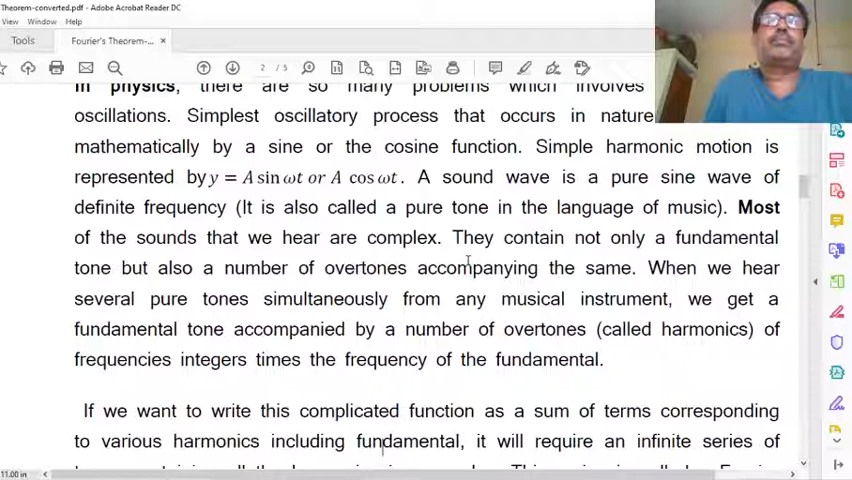 Theorem-converted.pdf - Adobe Acrobat Reader DC
View Window Help
Tools Fourier's Theorem-... ×
2 / 5
In physics, there are so many problems which involves
oscillations. Simplest oscillatory process that occurs in nature
mathematically by a sine or the cosine function. Simple harmonic motion is
represented by y = A sin ωt or A cos ωt. A sound wave is a pure sine wave of
definite frequency (It is also called a pure tone in the language of music). Most
of the sounds that we hear are complex. They contain not only a fundamental
tone but also a number of overtones accompanying the same. When we hear
several pure tones simultaneously from any musical instrument, we get a
fundamental tone accompanied by a number of overtones (called harmonics) of
frequencies integers times the frequency of the fundamental.
If we want to write this complicated function as a sum of terms corresponding
to various harmonics including fundamental, it will require an infinite series of
11.00 in